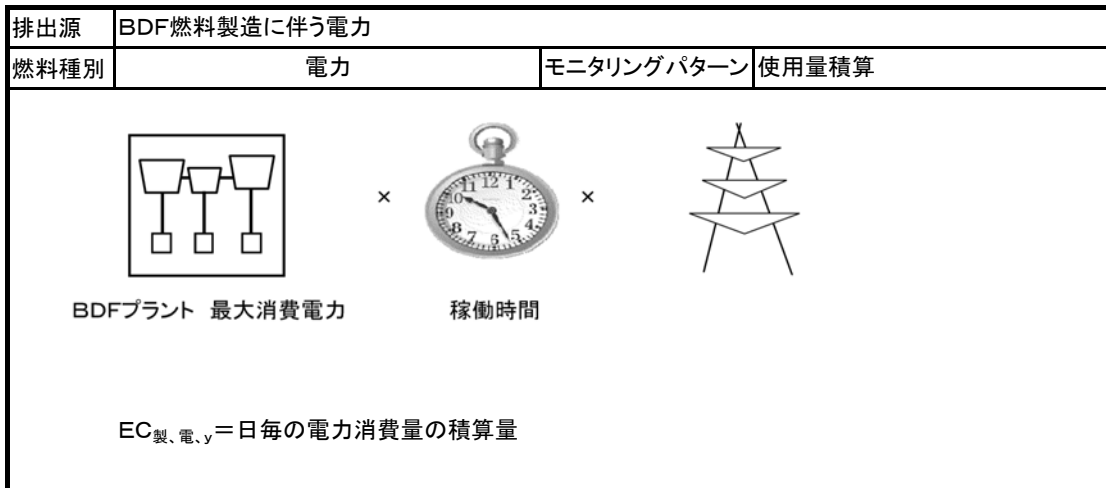 排出源 BDF燃料製造に伴う電力
燃料種別 電力 モニタリングパターン 使用量積算
× ×
BDFプラント 最大消費電力 稼働時間
EC製、電、y＝日毎の電力消費量の積算量